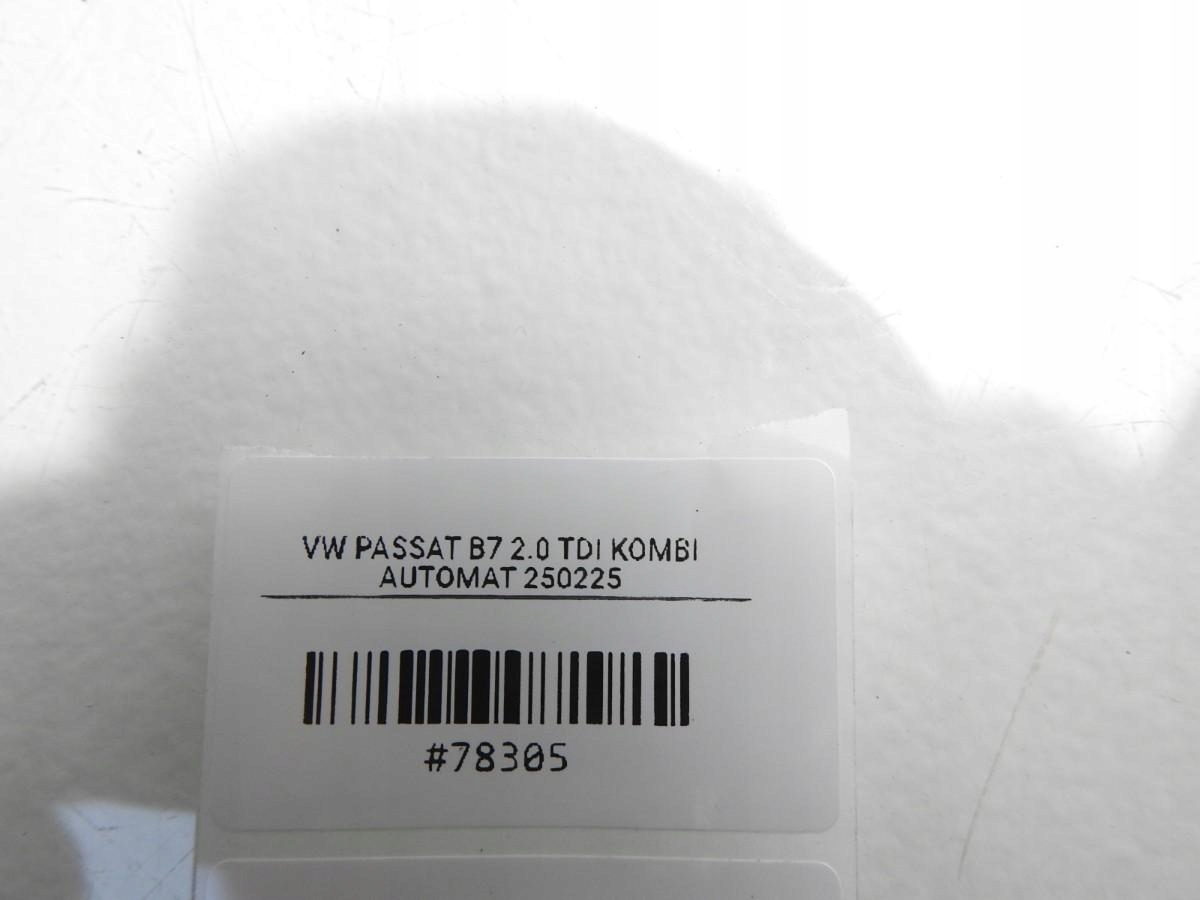 VW PASSAT B7 2.0 TDI KOMBI
AUTOMAT 250225
#78305